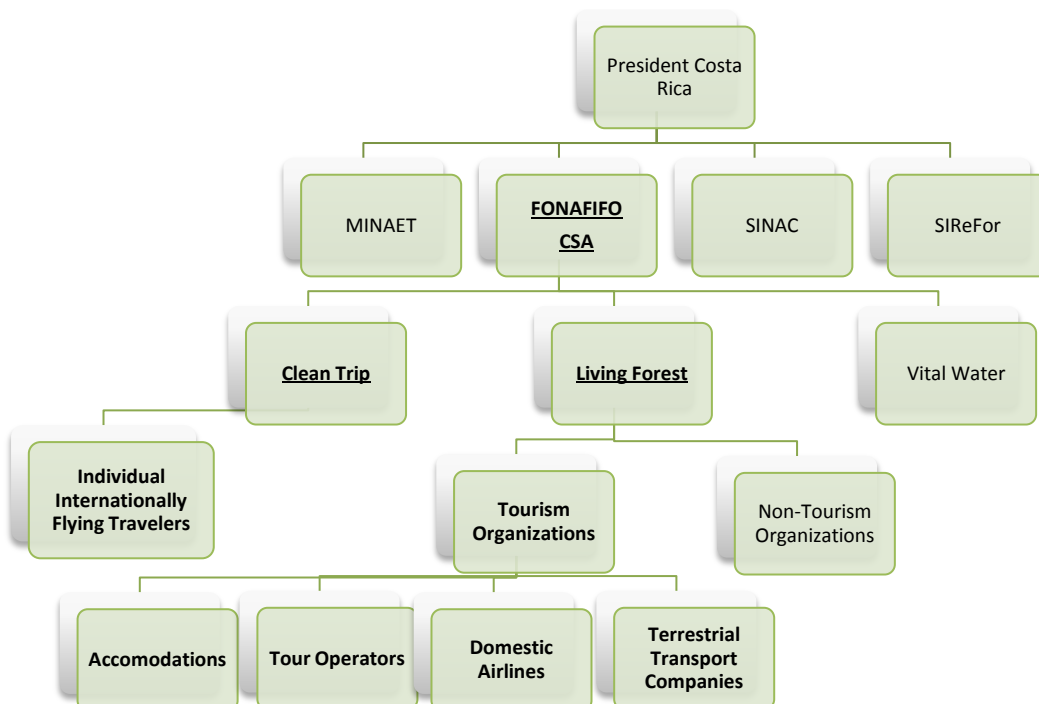 President Costa
Rica
MINAET
FONAFIFO
CSA
SINAC
SIReFor
Clean Trip
Living Forest
Vital Water
Individual
Internationally
Flying Travelers
Tourism
Organizations
Non-Tourism
Organizations
Accomodations
Tour Operators
Domestic
Airlines
Terrestrial
Transport
Companies